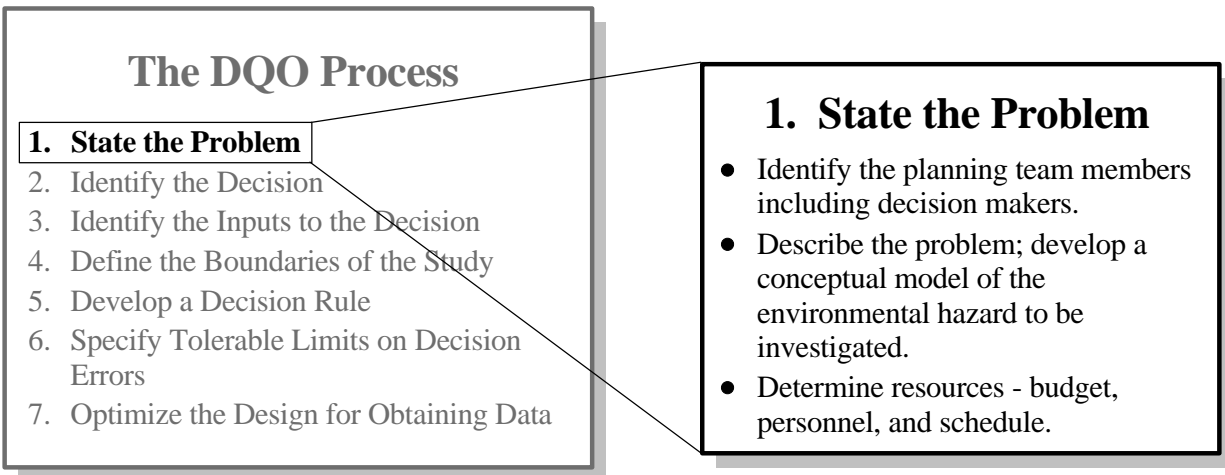 The DQO Process
1. State the Problem
2. Identify the Decision
3. Identify the Inputs to the Decision
4. Define the Boundaries of the Study
5. Develop a Decision Rule
6. Specify Tolerable Limits on Decision
Errors
7. Optimize the Design for Obtaining Data
1. State the Problem
● Identify the planning team members
including decision makers.
● Describe the problem; develop a
conceptual model of the
environmental hazard to be
investigated.
● Determine resources - budget,
personnel, and schedule.